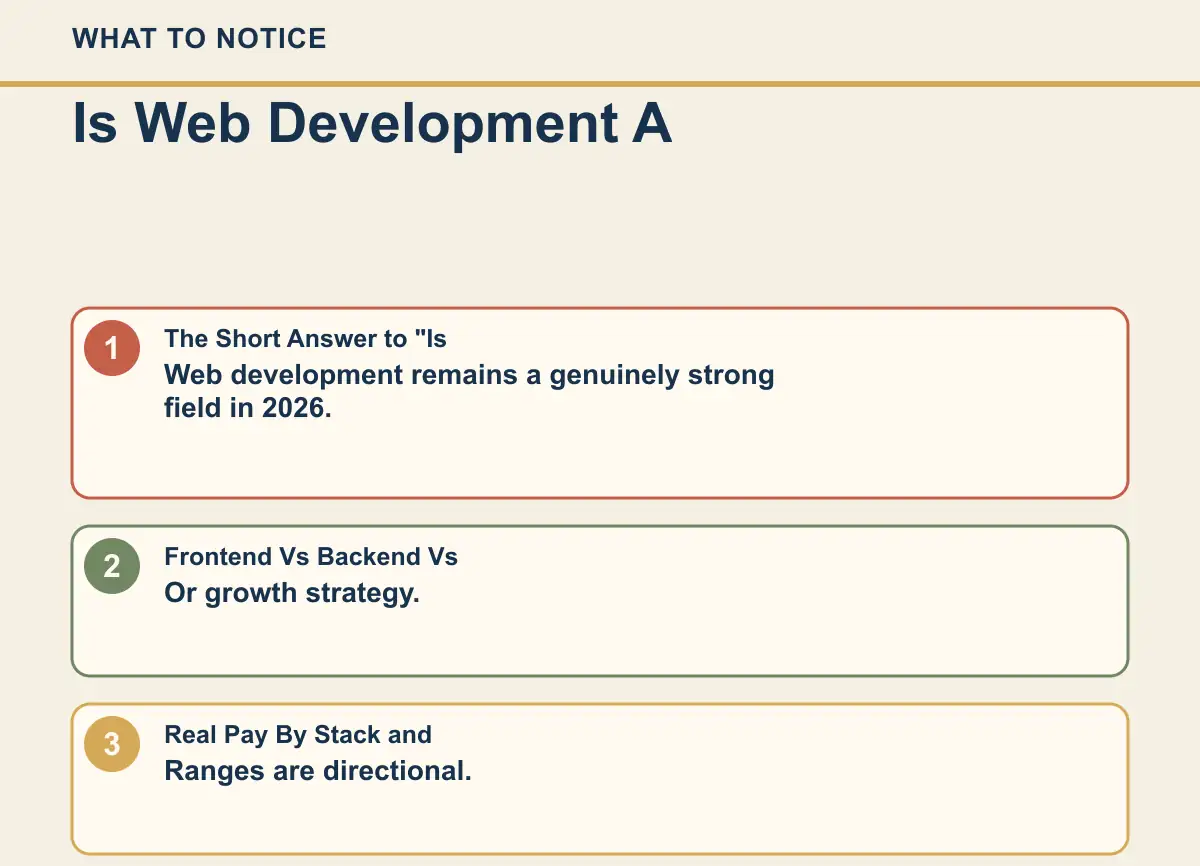 WHAT TO NOTICE
Is Web Development A
1
The Short Answer to "Is
Web development remains a genuinely strong
field in 2026.
2
Frontend Vs Backend Vs
Or growth strategy.
3
Real Pay By Stack and
Ranges are directional.